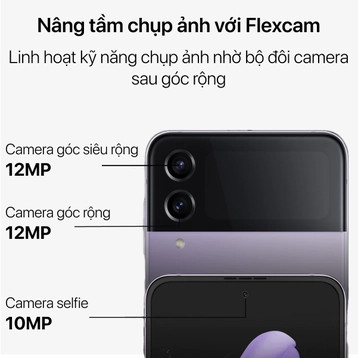 Nâng tầm chụp ảnh với Flexcam
Linh hoạt kỹ năng chụp ảnh nhờ bộ đôi camera
sau góc rộng
Camera góc siêu rộng
12MP
Camera góc rộng
12MP
Camera selfie
10MP